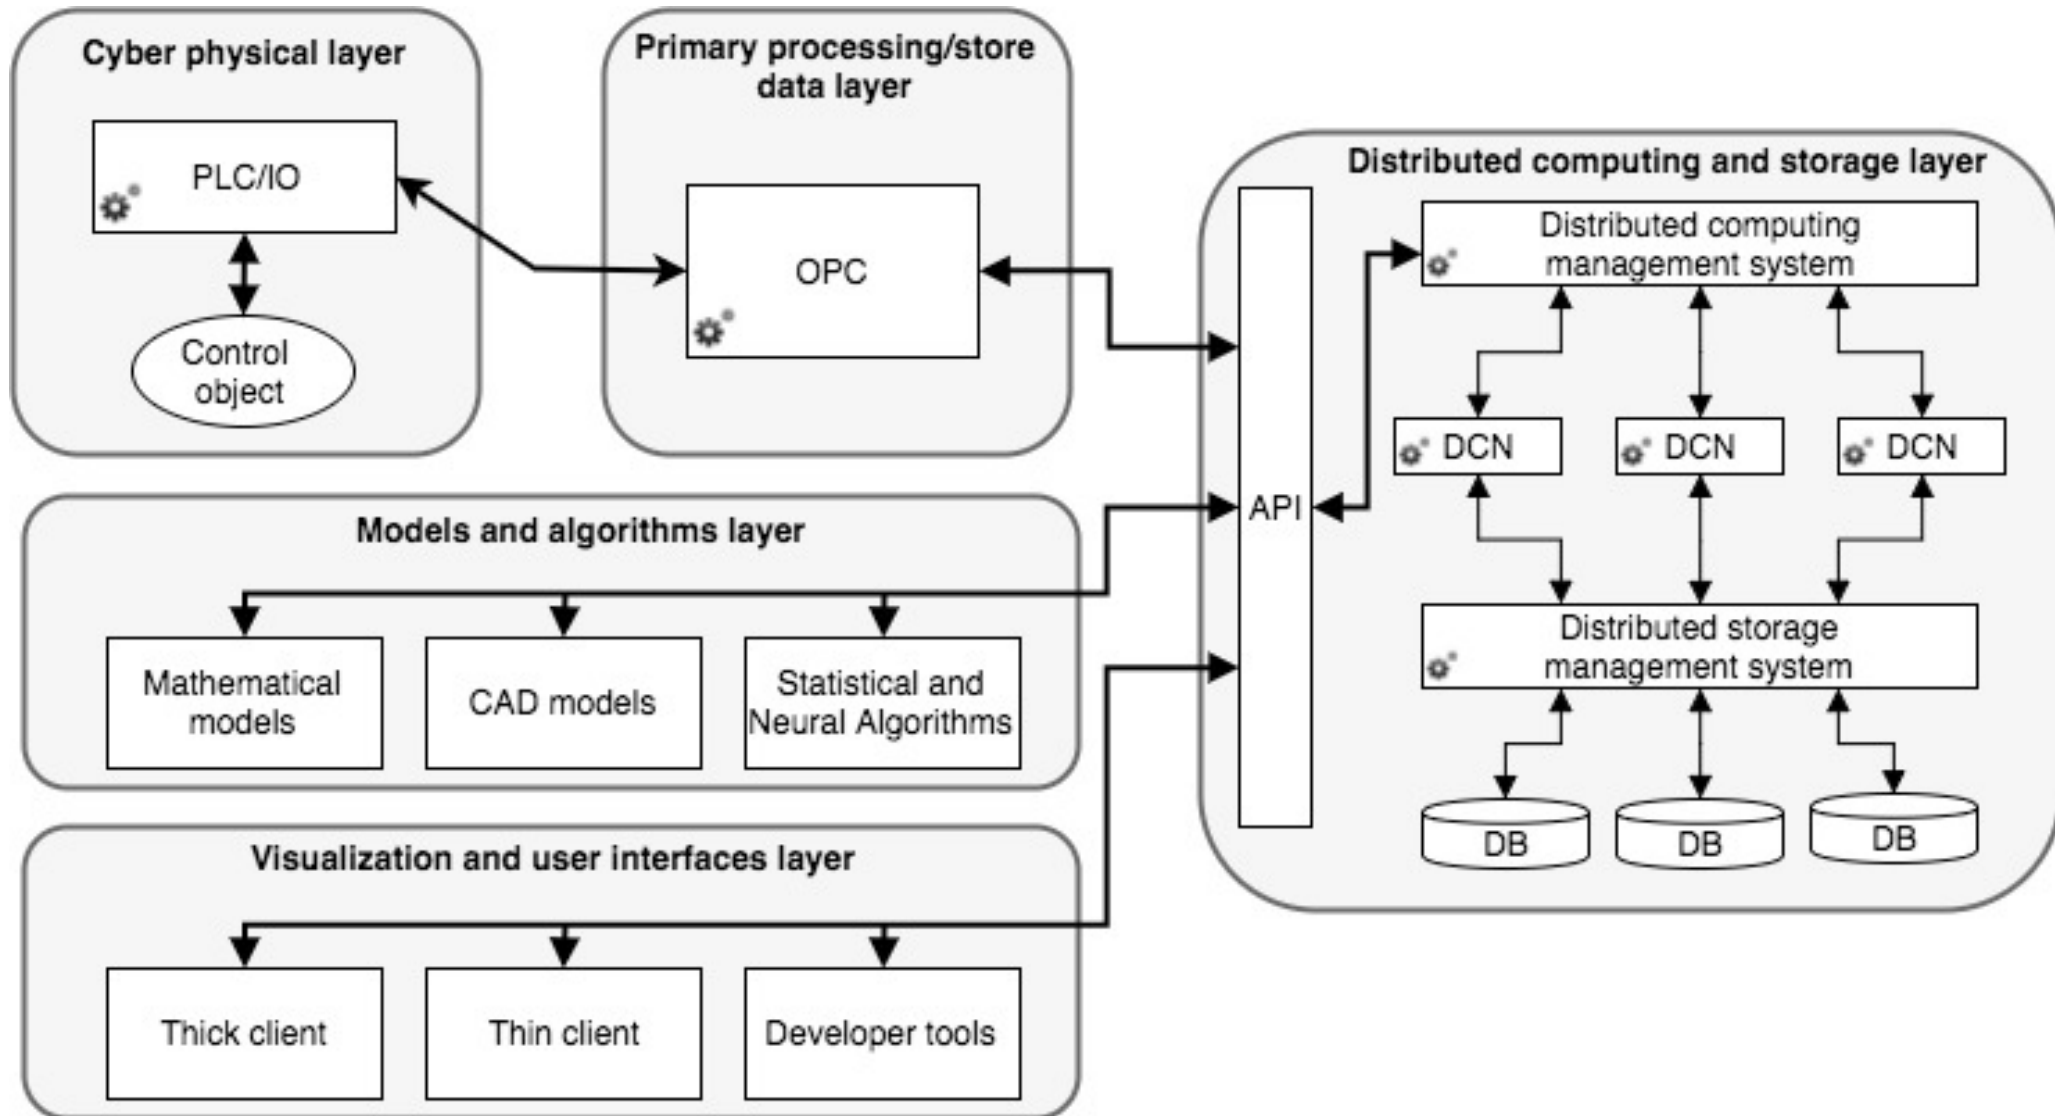 Cyber physical layer
PLC/IO
Control
object
Primary processing/store
data layer
OPC
Distributed computing and storage layer
API
Distributed computing
management system
DCN
DCN
DCN
Distributed storage
management system
DB
DB
DB
Models and algorithms layer
Mathematical
models
CAD models
Statistical and
Neural Algorithms
Visualization and user interfaces layer
Thick client
Thin client
Developer tools